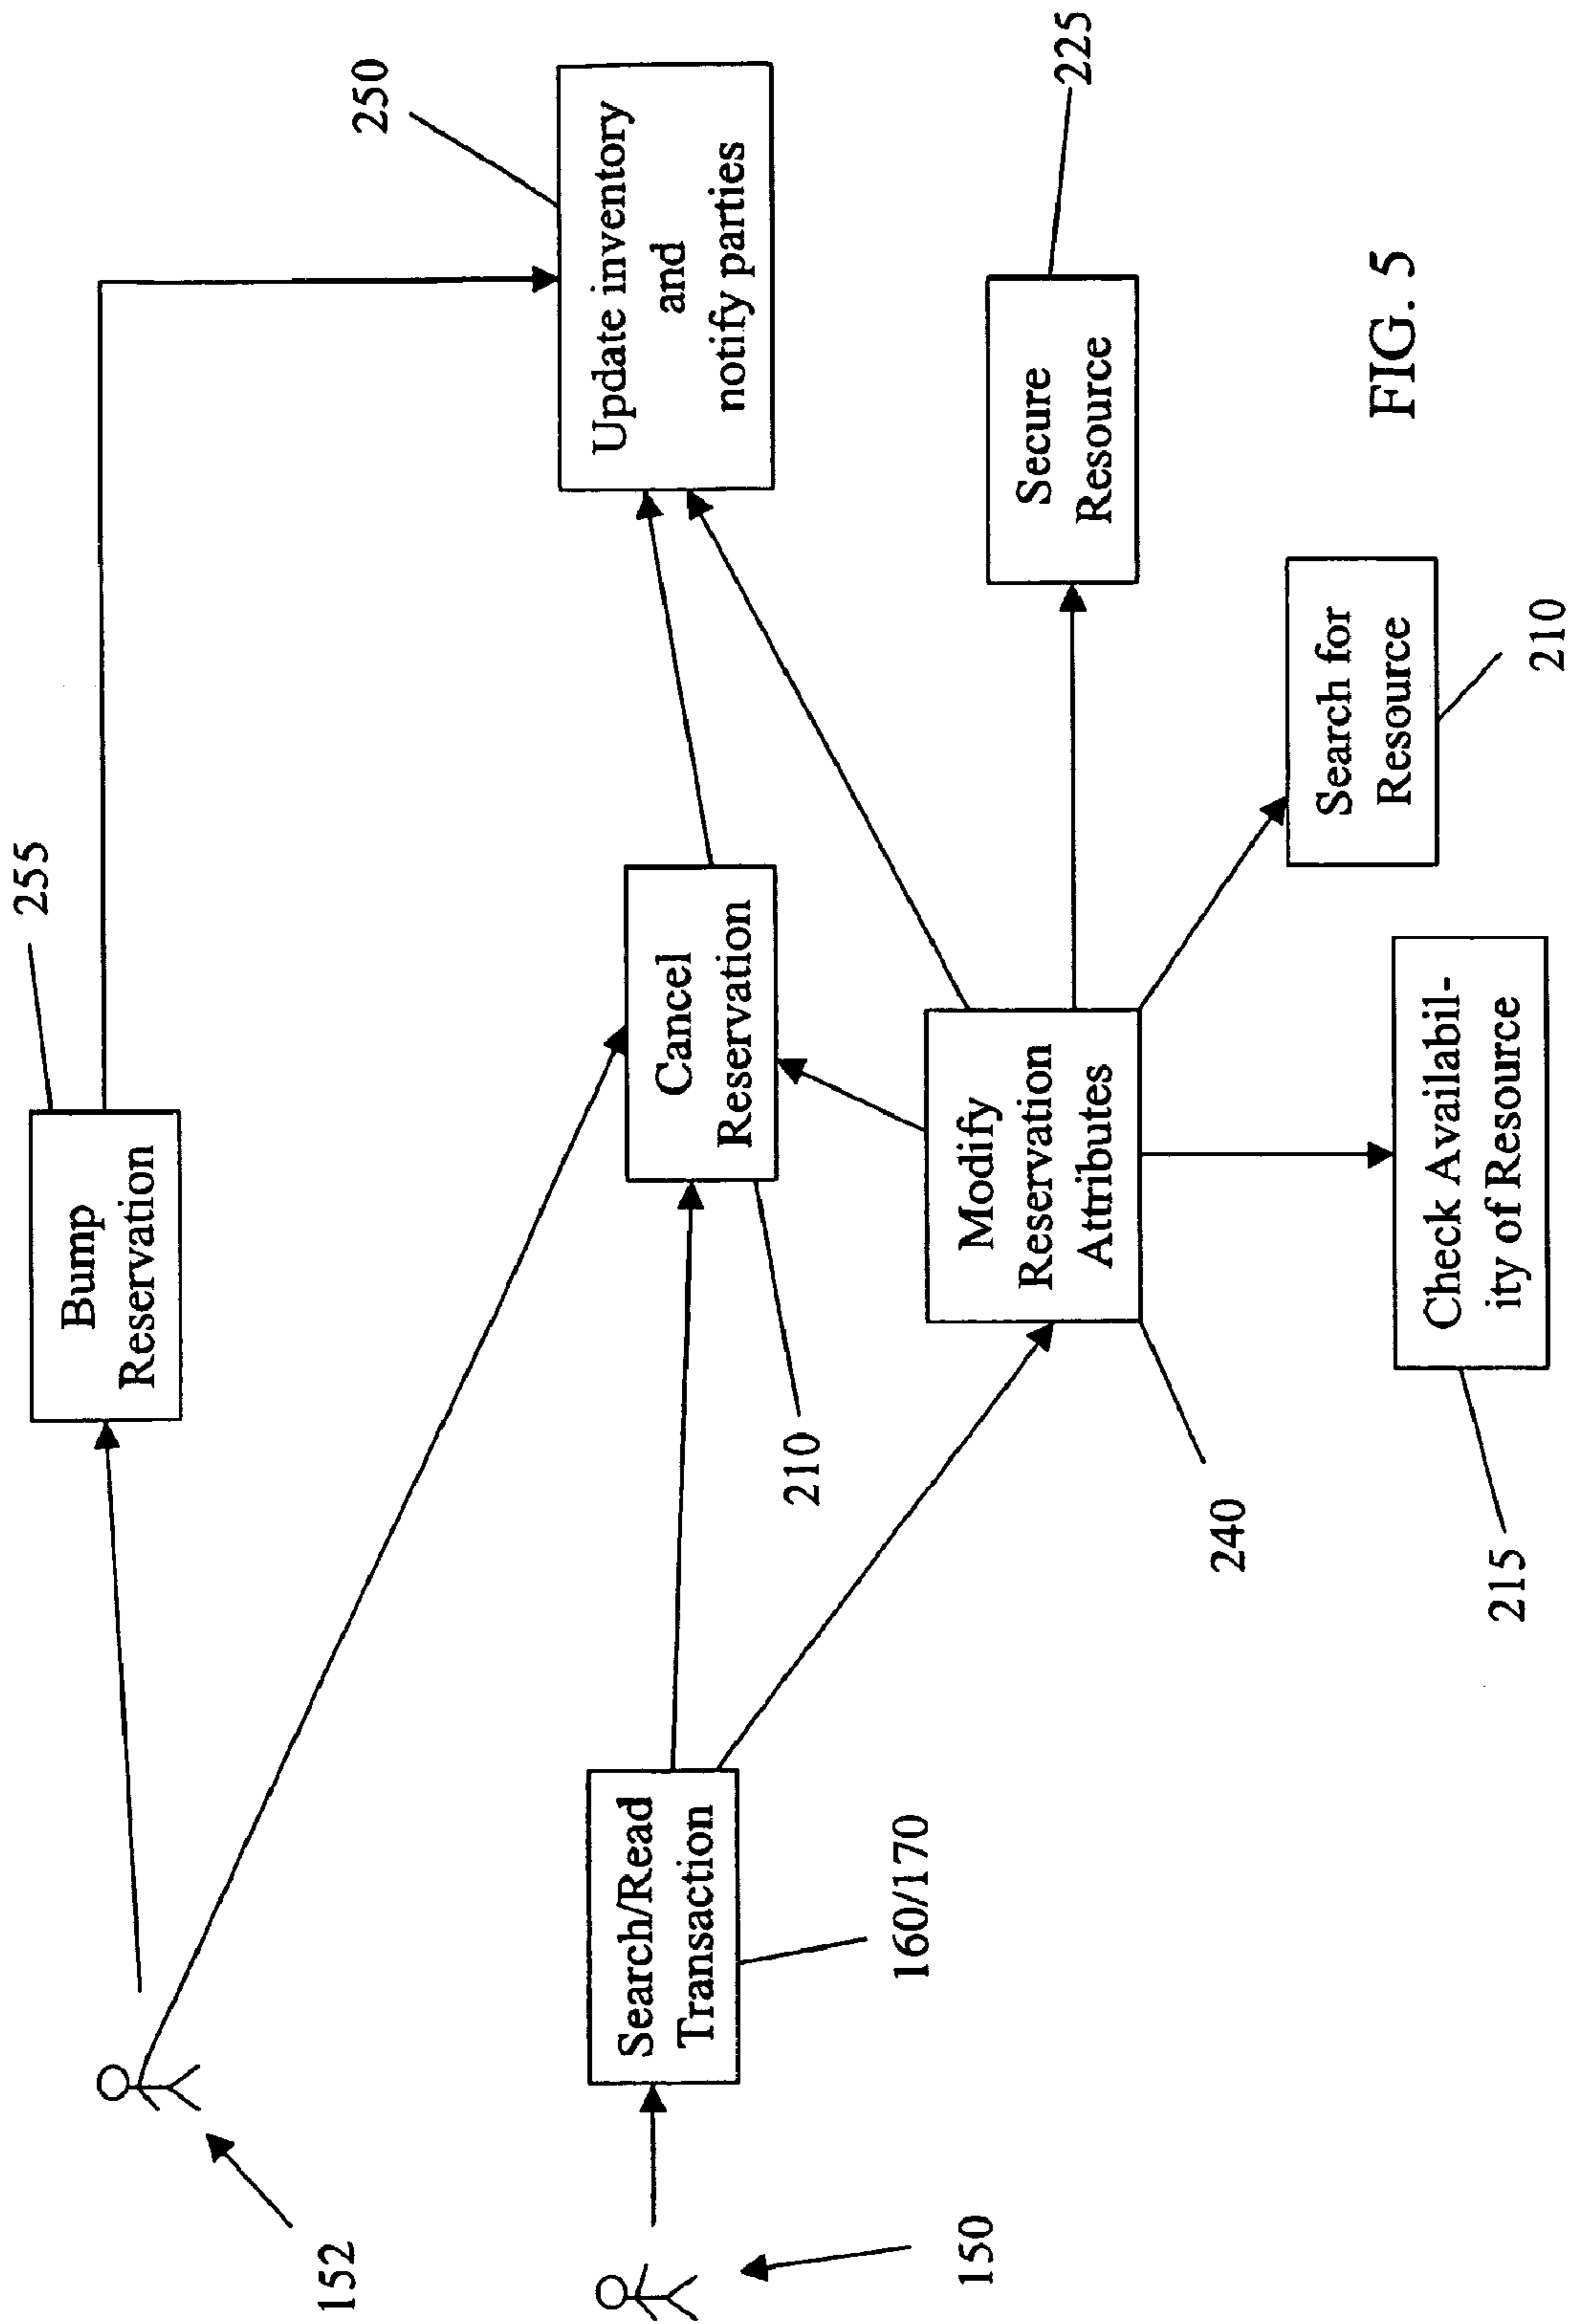 255
Bump
Reservation
250
Update inventory
and
notify parties
152
Cancel
Reservation
210
Search/Read
Transaction
160/170
150
Modify
Reservation
Attributes
240
Secure
Resource
225
Search for
Resource
210
Check Availabil-
ity of Resource
215
FIG. 5